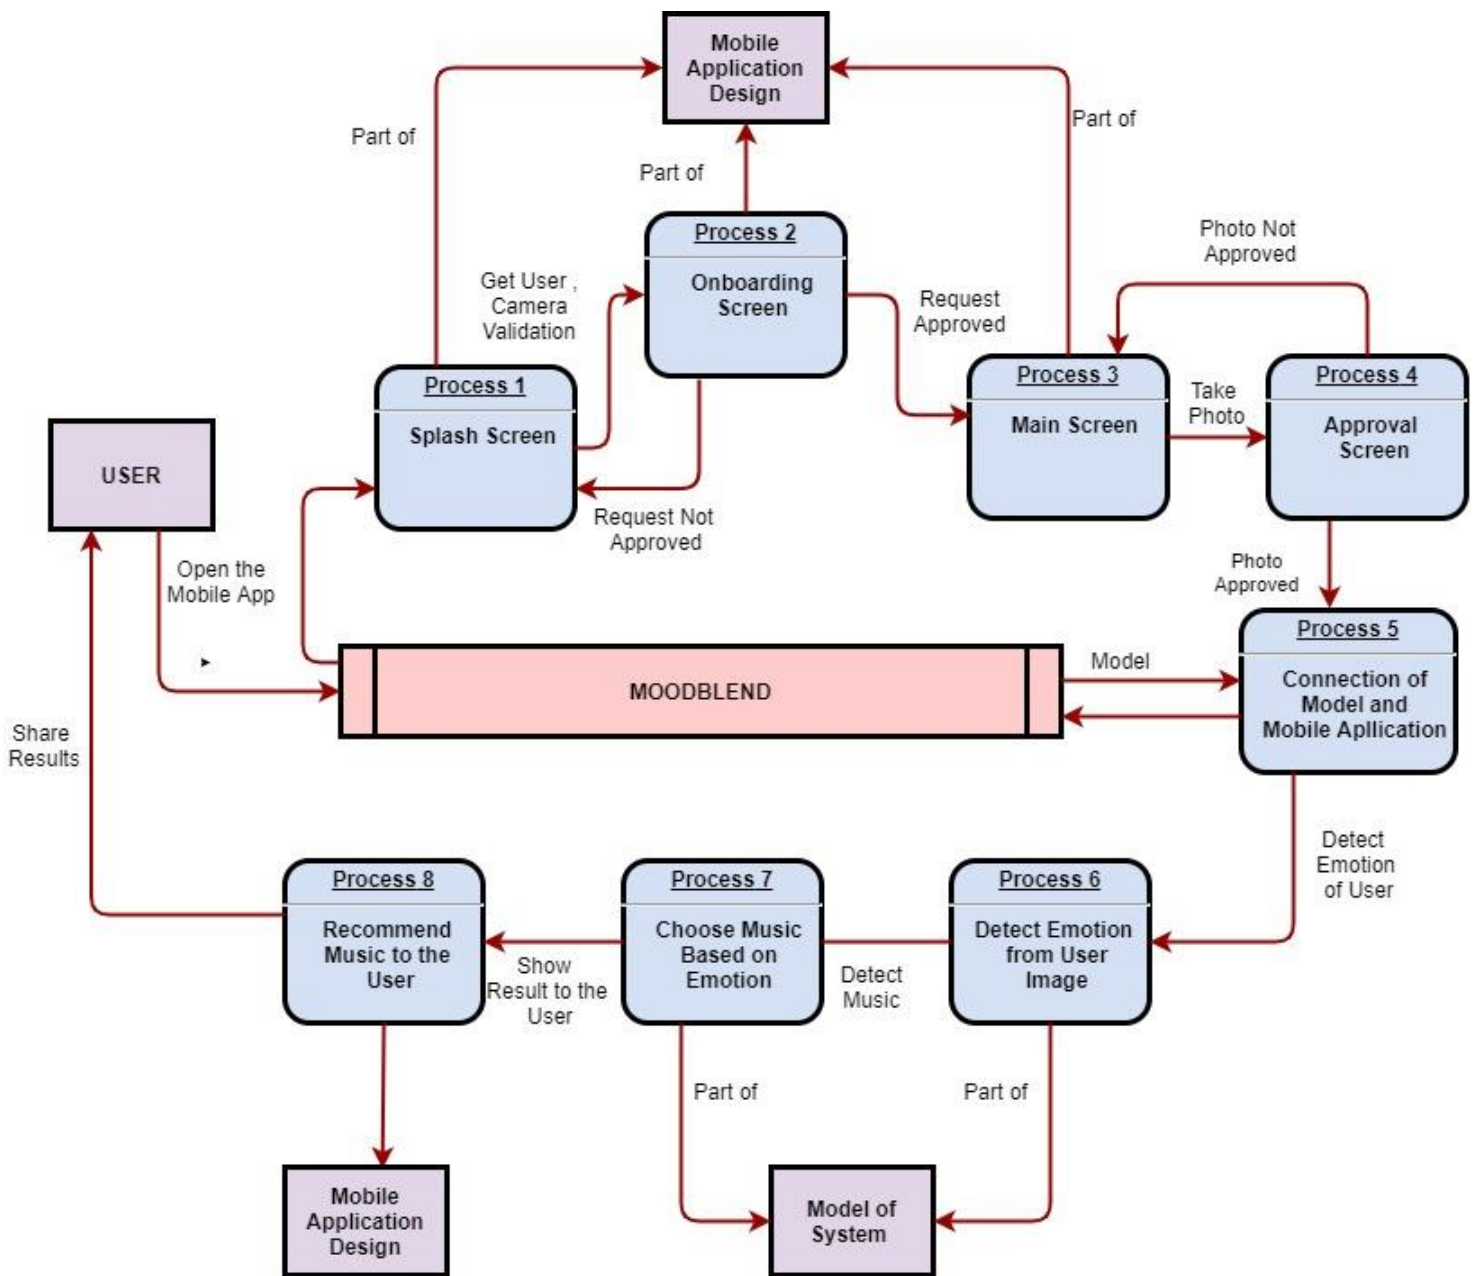 Mobile
Application
Design
Part of
Part of
Part of
Process 2
Onboarding
Screen
Photo Not
Approved
Get User ,
Camera
Validation
Request
Approved
Process 1
Splash Screen
Process 3
Main Screen
Take
Photo
Process 4
Approval
Screen
USER
Request Not
Approved
Open the
Mobile App
Photo
Approved
Process 5
Connection of
Model and
Mobile Apllication
MOODBLEND
Model
Share
Results
Detect
Emotion
of User
Process 8
Recommend
Music to the
User
Show
Result to the
User
Process 7
Choose Music
Based on
Emotion
Detect
Music
Process 6
Detect Emotion
from User
Image
Part of
Part of
Mobile
Application
Design
Model of
System